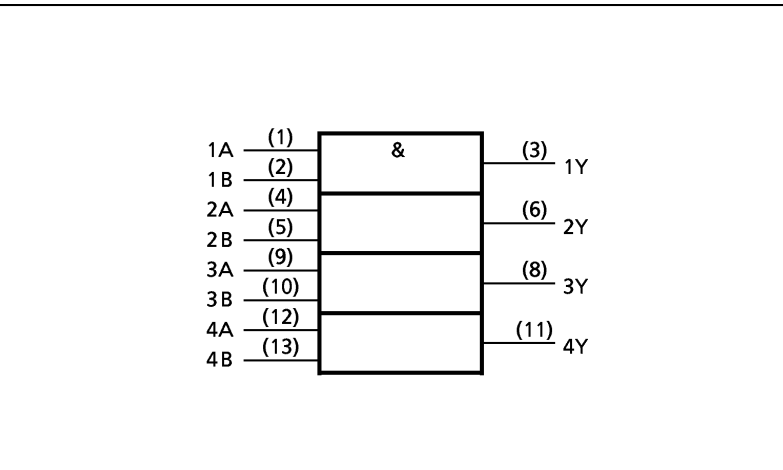 1A (1) & (3) 1Y
1B (2)
2A (4) (6) 2Y
2B (5)
3A (9) (8) 3Y
3B (10)
4A (12) (11) 4Y
4B (13)